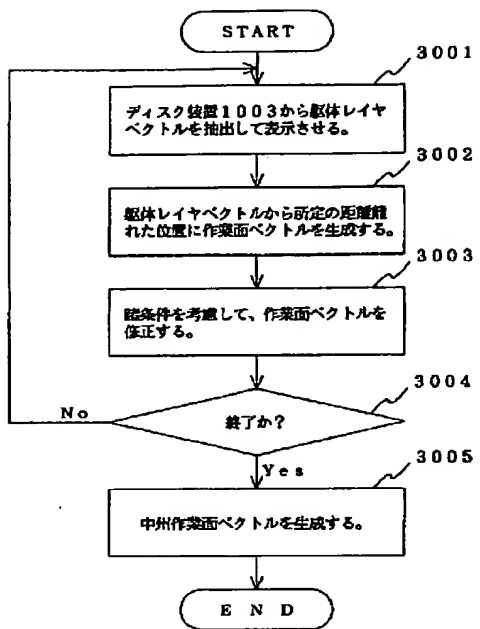 START
3001
ディスク装置1003から躯体レイヤ
ベクトルを抽出して表示させる。
3002
躯体レイヤベクトルから所定の距離離
れた位置に作業面ベクトルを生成する。
3003
諸条件を考慮して、作業面ベクトルを
修正する。
3004
終了か?
No
Yes
3005
中州作業面ベクトルを生成する。
END